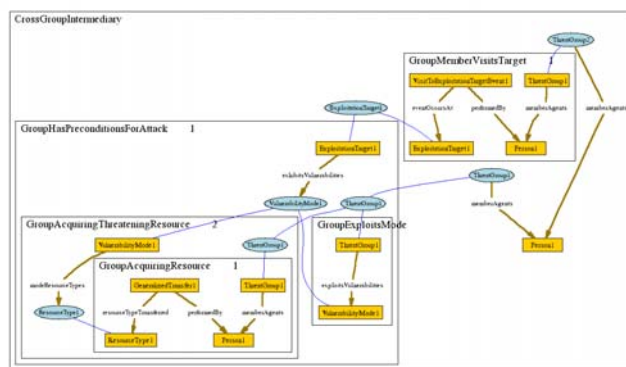 CrossGroupIntermediary
ThreatGroup2
GroupMemberVisitsTarget 1
VisitToExploitationTargetEvent1
ThreatGroup1
eventOccursAt
performedBy
memberAgents
memberAgents
ExploitationTarget1
Person1
ExploitationTarget1
GroupHasPreconditionsForAttack 1
ExploitationTarget1
exhibitsVulnerabilities
ThreatGroup1
memberAgents
VulnerabilityMode1
ThreatGroup1
GroupAcquiringThreateningResource 2
GroupExploitsMode
VulnerabilityMode1
ThreatGroup1
ThreatGroup1
Person1
GroupAcquiringResource 1
modeResourceTypes
GeneralizedTransfer1
ThreatGroup1
exploitsVulnerabilities
ResourceType1
resourceTypeTransferred
performedBy
memberAgents
VulnerabilityMode1
ResourceType1
Person1